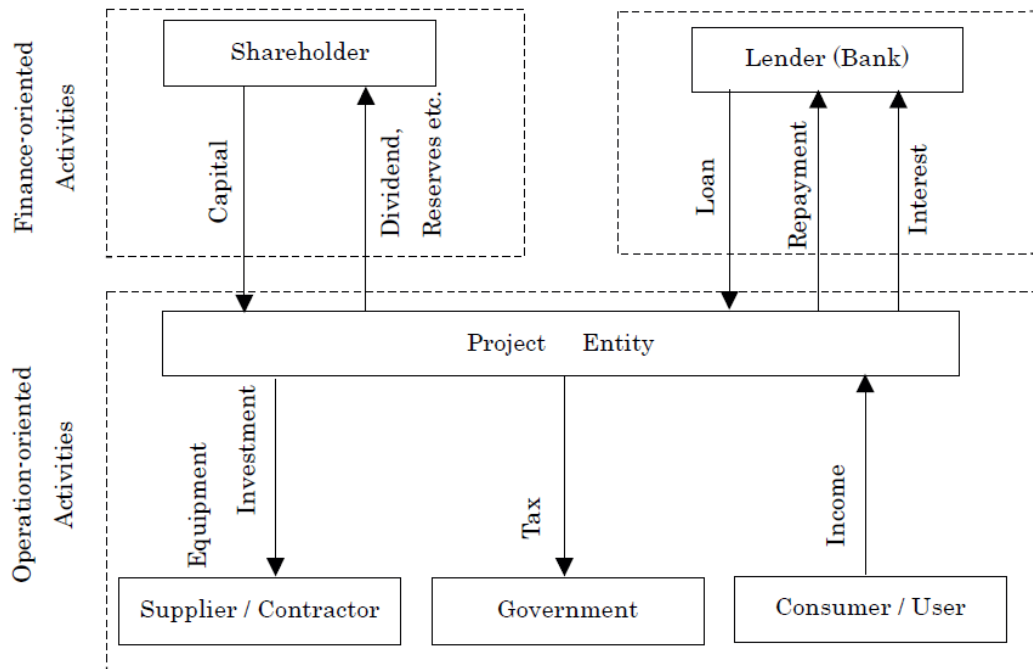 Finance-oriented
Activities
Shareholder
Lender (Bank)
Capital
Dividend,
Reserves etc.
Loan
Repayment
Interest
Operation-oriented
Activities
Project Entity
Equipment
Investment
Tax
Income
Supplier / Contractor
Government
Consumer / User